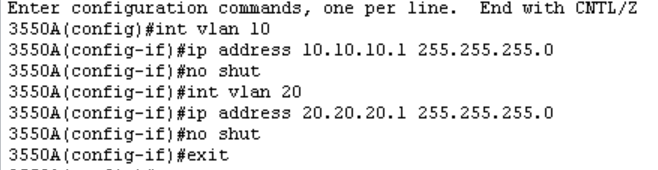 Enter configuration commands, one per line.  End with CNTL/Z
3550A(config)#int vlan 10
3550A(config-if)#ip address 10.10.10.1 255.255.255.0
3550A(config-if)#no shut
3550A(config-if)#int vlan 20
3550A(config-if)#ip address 20.20.20.1 255.255.255.0
3550A(config-if)#no shut
3550A(config-if)#exit